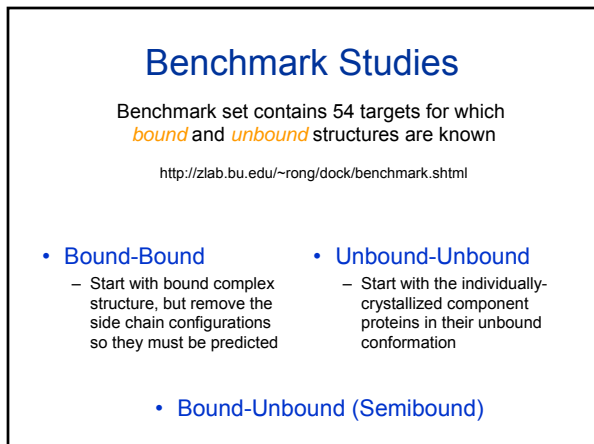 Benchmark Studies
Benchmark set contains 54 targets for which
bound and unbound structures are known
http://zlab.bu.edu/~rong/dock/benchmark.shtml
• Bound-Bound
– Start with bound complex
structure, but remove the
side chain configurations
so they must be predicted
• Unbound-Unbound
– Start with the individually-
crystallized component
proteins in their unbound
conformation
• Bound-Unbound (Semibound)